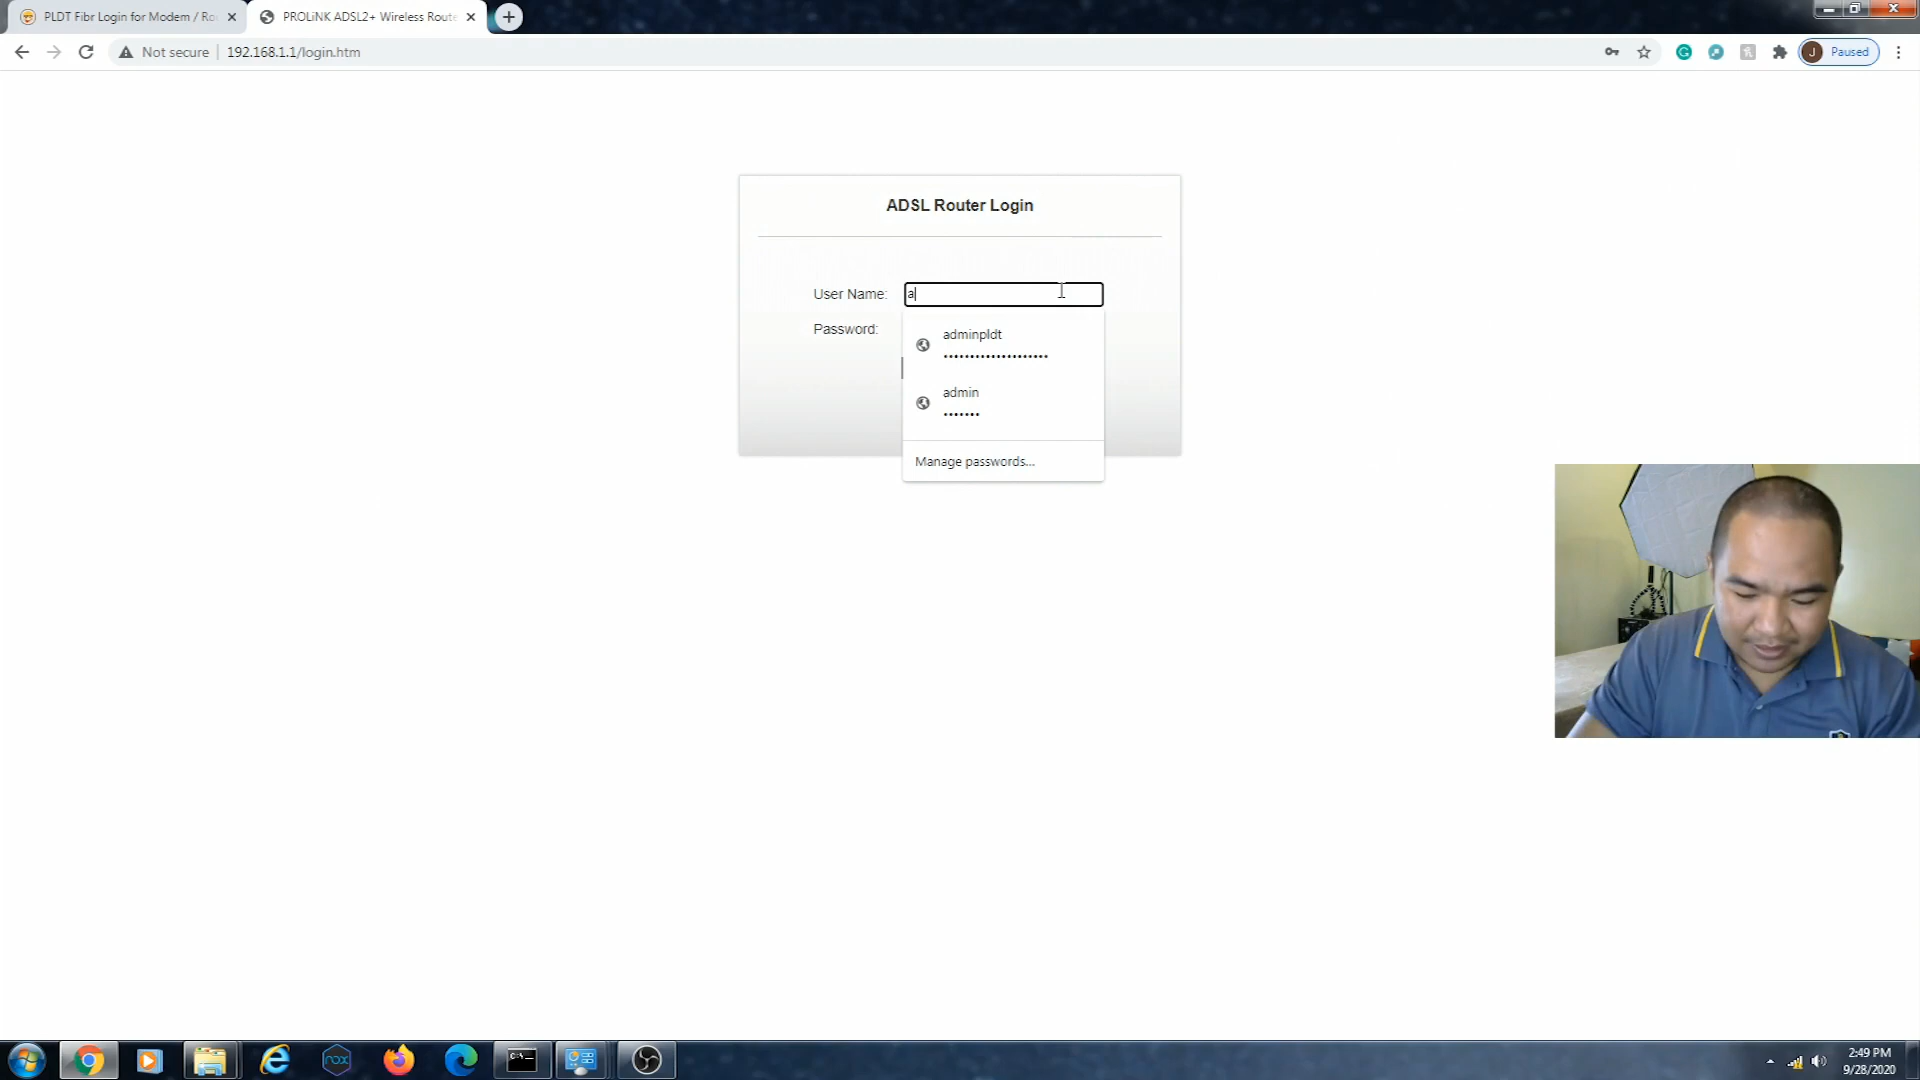 PLDT Fibr Login for Modem / Ro
PROLiNK ADSL2+ Wireless Route
Not secure
192.168.1.1/login.htm
J
Paused
ADSL Router Login
User Name:
a
Password:
adminpldt
admin
Manage passwords...
nox
C:\
2:49 PM
9/28/2020